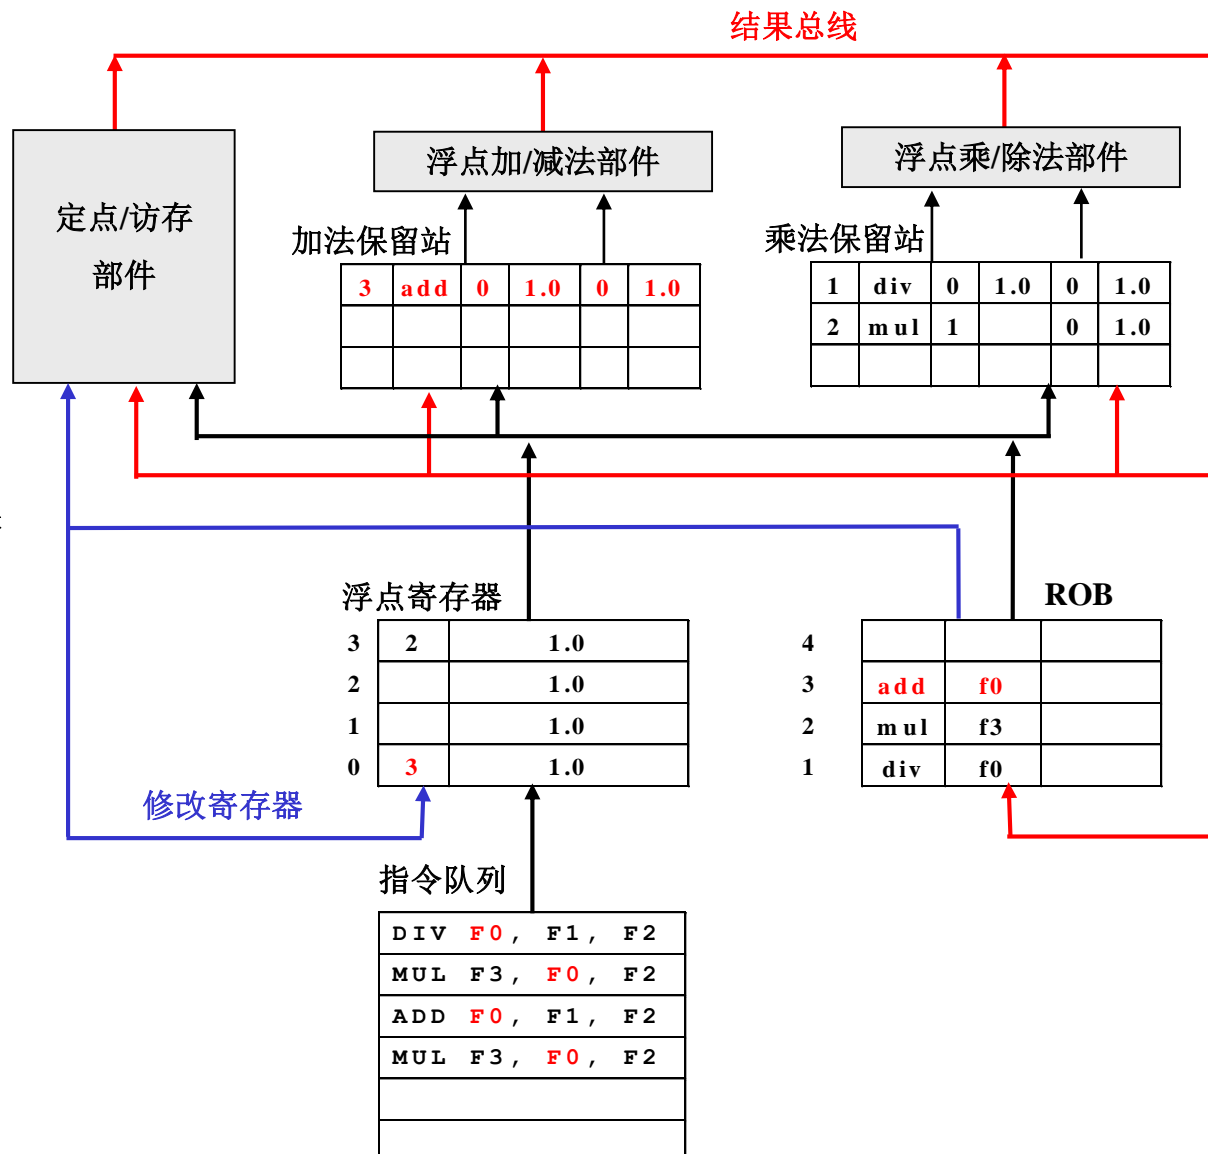 结果总线
定点/访存
部件
浮点加/减法部件
浮点乘/除法部件
加法保留站
3 add 0 1.0 0 1.0
乘法保留站
1 div 0 1.0 0 1.0
2 mul 1 0 1.0
浮点寄存器
3 2 1.0
2 1.0
1 1.0
0 3 1.0
ROB
4
3 add f0
2 mul f3
1 div f0
修改寄存器
指令队列
DIV F0, F1, F2
MUL F3, F0, F2
ADD F0, F1, F2
MUL F3, F0, F2